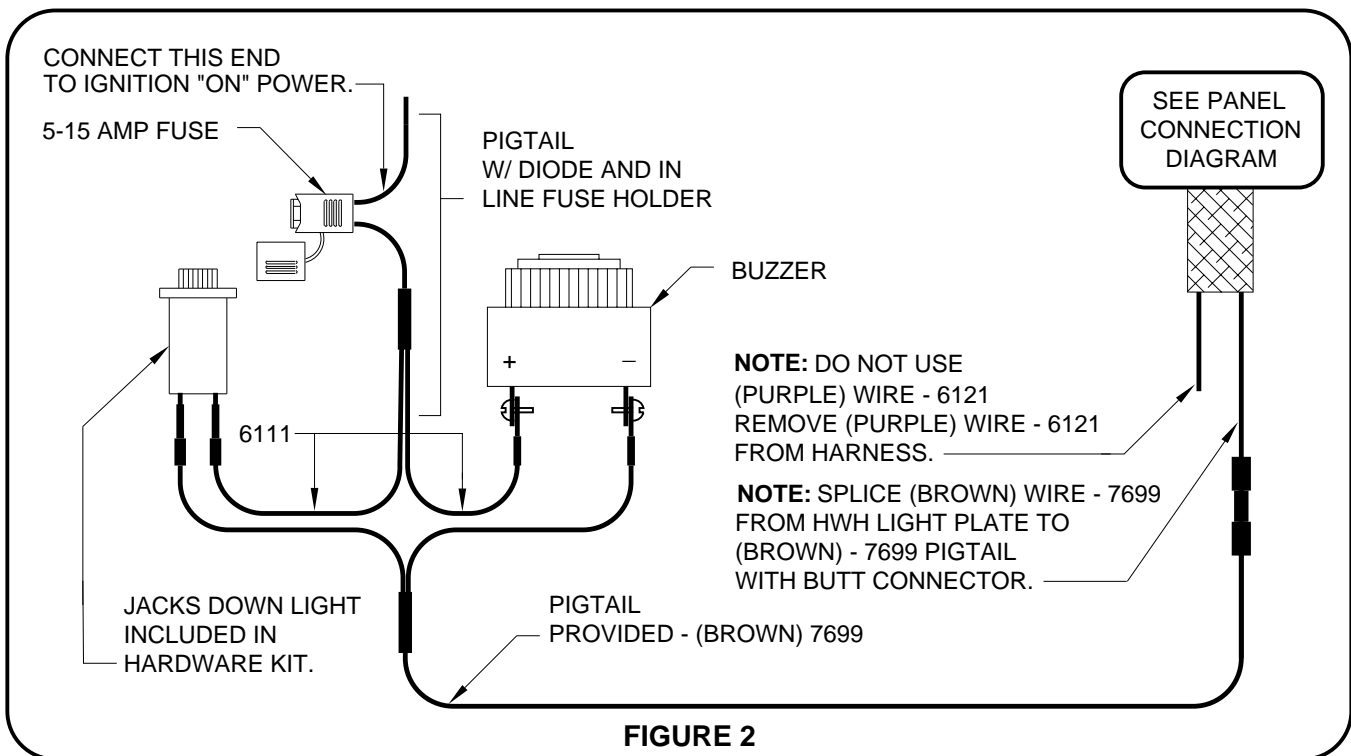 CONNECT THIS END
TO IGNITION "ON" POWER.
5-15 AMP FUSE
PIGTAIL
W/ DIODE AND IN
LINE FUSE HOLDER
SEE PANEL
CONNECTION
DIAGRAM
BUZZER
+ –
NOTE: DO NOT USE
(PURPLE) WIRE - 6121
REMOVE (PURPLE) WIRE - 6121
FROM HARNESS.
6111
NOTE: SPLICE (BROWN) WIRE - 7699
FROM HWH LIGHT PLATE TO
(BROWN) - 7699 PIGTAIL
WITH BUTT CONNECTOR.
JACKS DOWN LIGHT
INCLUDED IN
HARDWARE KIT.
PIGTAIL
PROVIDED - (BROWN) 7699
FIGURE 2